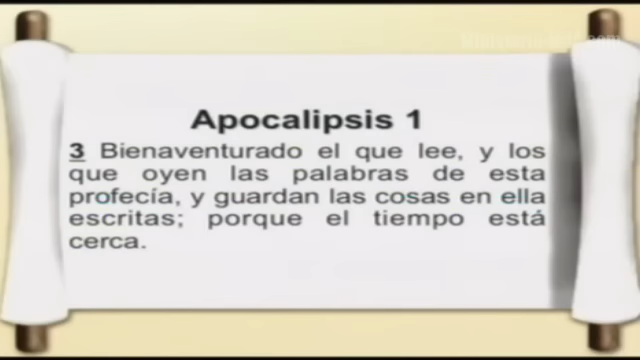 Apocalipsis 1
3 Bienaventurado el que lee, y los
que oyen las palabras de esta
profecía, y guardan las cosas en ella
escritas; porque el tiempo está
cerca.